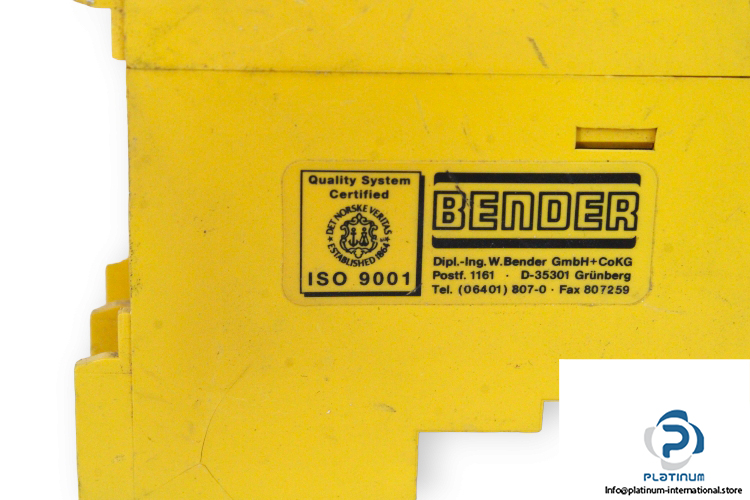 Quality System
Certified
★ DET NORSKE VERITAS ★
ESTABLISHED 1864
ISO 9001
BENDER
Dipl.-Ing. W. Bender GmbH+CoKG
Postf. 1161 · D-35301 Grünberg
Tel. (06401) 807-0 · Fax 807259
PLATINUM
Info@platinum-international.store